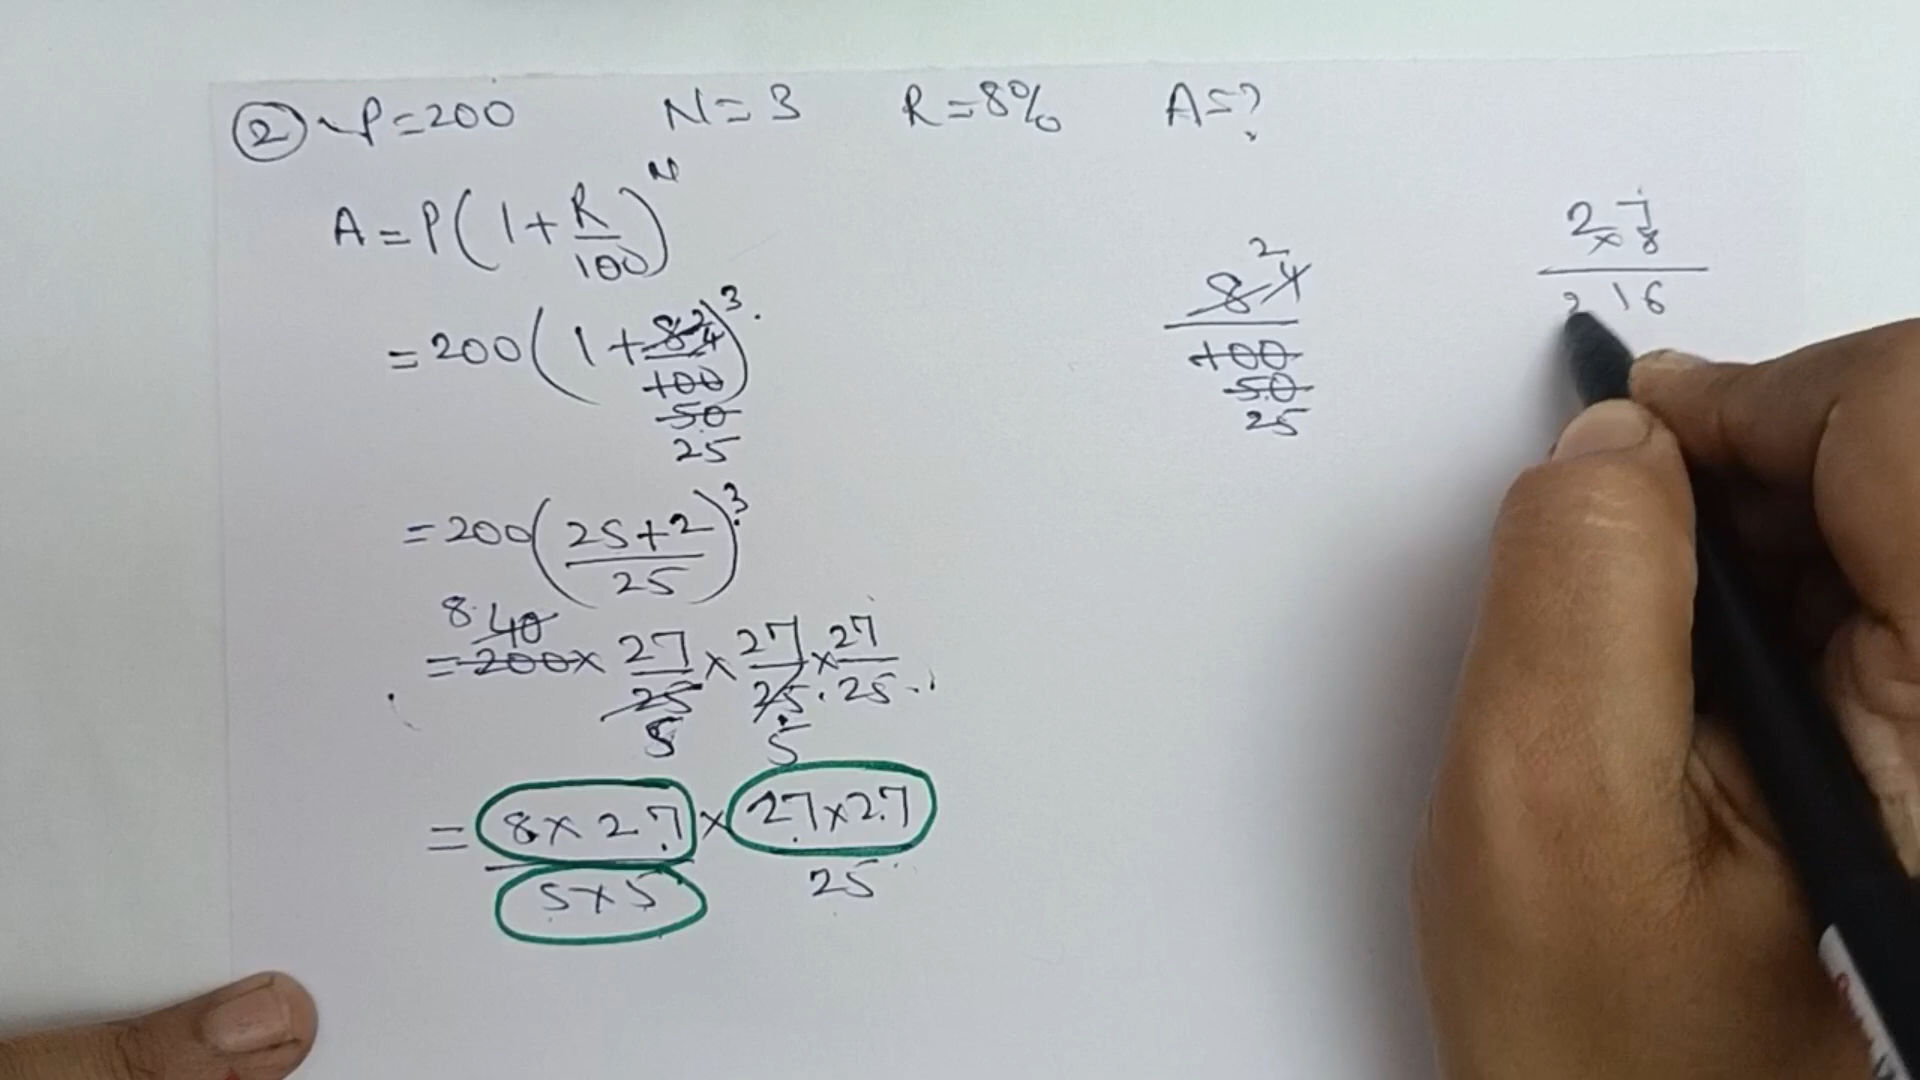 ② P=200 N=3 R=8% A=?
A=P(1+R/100)^N
=200(1+8 4 2/100 50 25)^3
=200(25+2/25)^3
8 40
=200×27/25×27/25×27/25
5 5
=8×27/5×5×27×27/25
8 4 2
100
50
25
27
×8
216